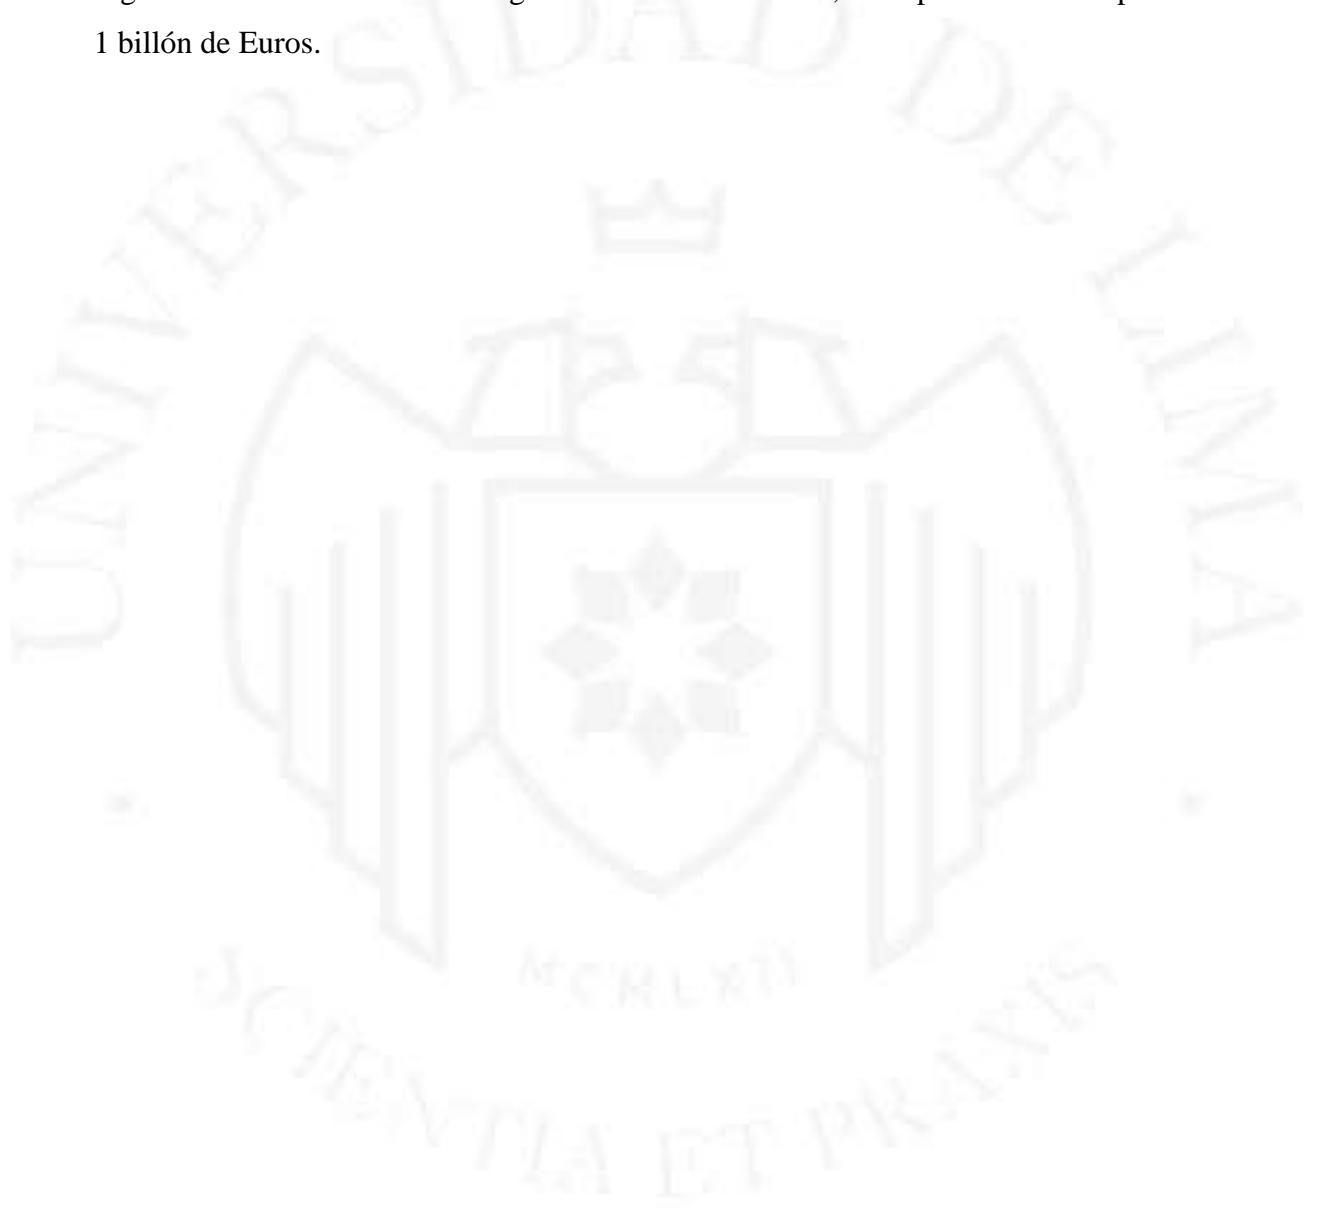 1 billón de Euros.
UNIVERSIDAD DE LIMA
MCMLXII
SCIENTIA ET PRAXIS